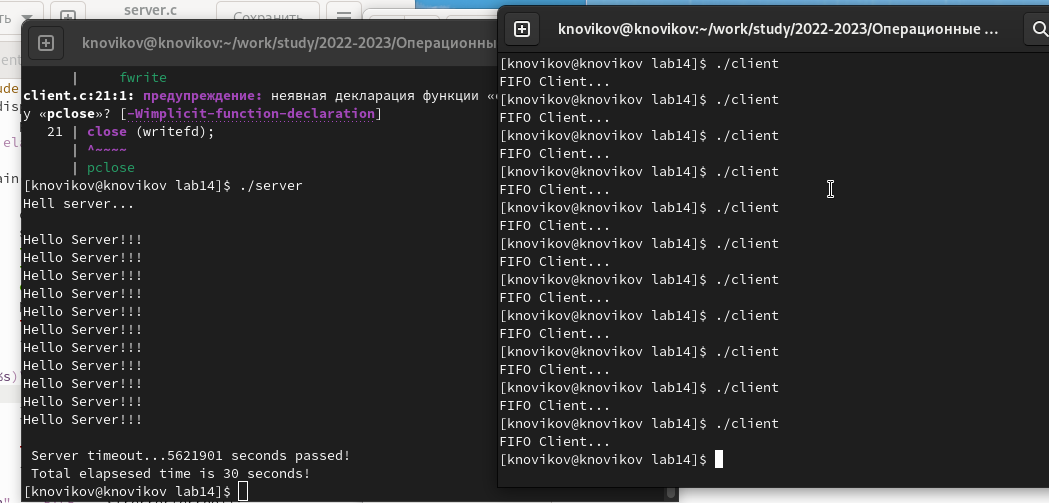 server.c
Сохранить
knovikov@knovikov:~/work/study/2022-2023/Операционны
| fwrite
client.c:21:1: предупреждение: неявная декларация функции «
у «pclose»? [-Wimplicit-function-declaration]
21 | close (writefd);
| ^~~~~
| pclose
[knovikov@knovikov lab14]$ ./server
Hell server...
Hello Server!!!
Hello Server!!!
Hello Server!!!
Hello Server!!!
Hello Server!!!
Hello Server!!!
Hello Server!!!
Hello Server!!!
Hello Server!!!
Hello Server!!!
Hello Server!!!
Server timeout...5621901 seconds passed!
Total elapsesed time is 30 seconds!
[knovikov@knovikov lab14]$
knovikov@knovikov:~/work/study/2022-2023/Операционные ...
[knovikov@knovikov lab14]$ ./client
FIFO Client...
[knovikov@knovikov lab14]$ ./client
FIFO Client...
[knovikov@knovikov lab14]$ ./client
FIFO Client...
[knovikov@knovikov lab14]$ ./client
FIFO Client...
[knovikov@knovikov lab14]$ ./client
FIFO Client...
[knovikov@knovikov lab14]$ ./client
FIFO Client...
[knovikov@knovikov lab14]$ ./client
FIFO Client...
[knovikov@knovikov lab14]$ ./client
FIFO Client...
[knovikov@knovikov lab14]$ ./client
FIFO Client...
[knovikov@knovikov lab14]$ ./client
FIFO Client...
[knovikov@knovikov lab14]$ ./client
FIFO Client...
[knovikov@knovikov lab14]$